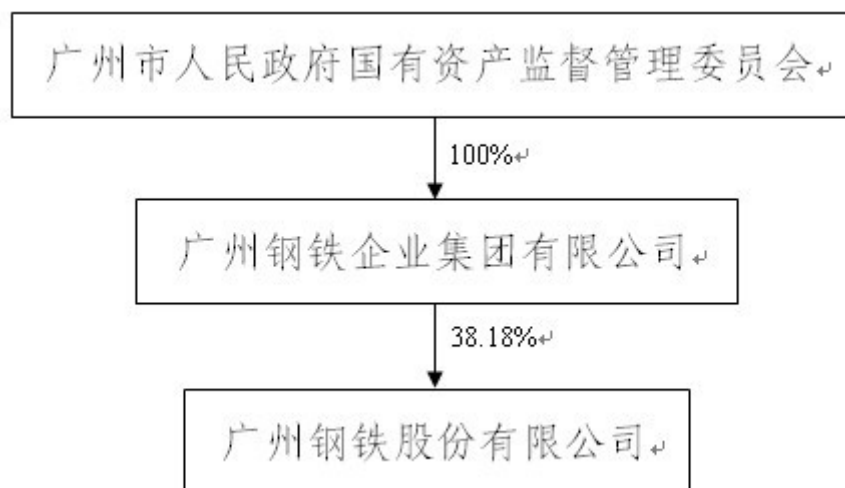 广州市人民政府国有资产监督管理委员会
100%
广州钢铁企业集团有限公司
38.18%
广州钢铁股份有限公司